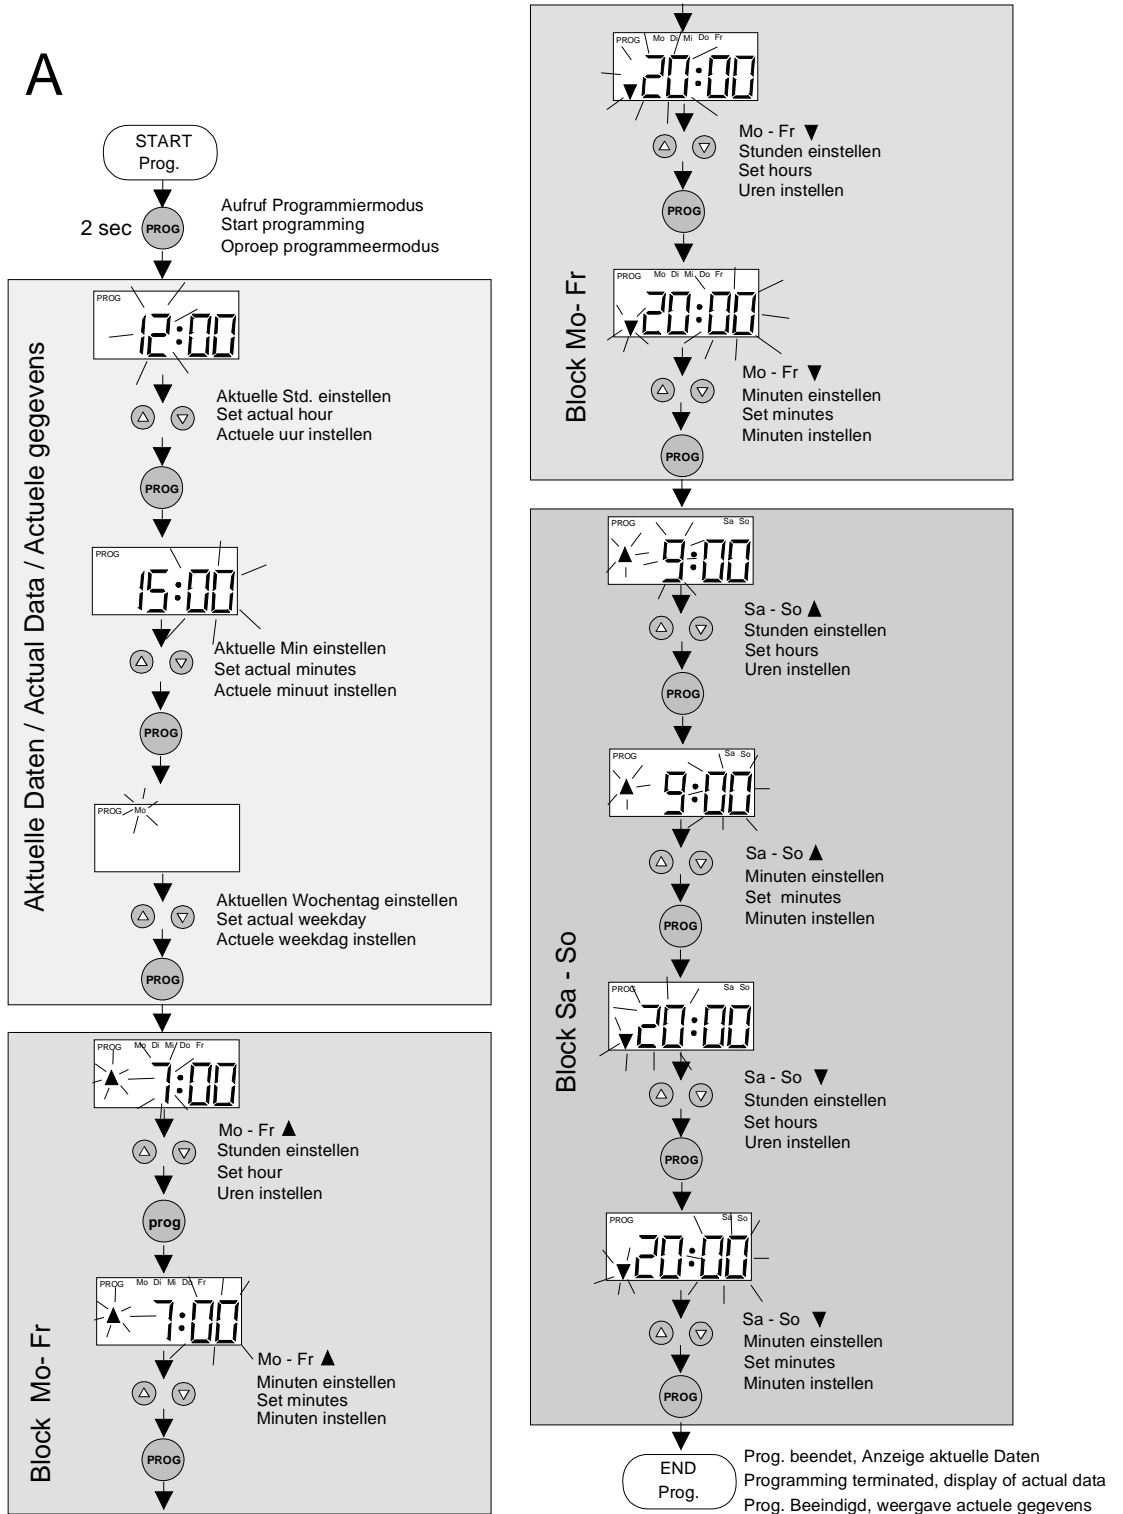 A
START
Prog.
2 sec
PROG
Aufruf Programmiermodus
Start programming
Oproep programmeermodus
Aktuelle Daten / Actual Data / Actuele gegevens
PROG
12:00
Aktuelle Std. einstellen
Set actual hour
Actuele uur instellen
PROG
PROG
15:00
Aktuelle Min einstellen
Set actual minutes
Actuele minuut instellen
PROG
PROG Mo
Aktuellen Wochentag einstellen
Set actual weekday
Actuele weekdag instellen
PROG
Block Mo- Fr
PROG Mo Di Mi Do Fr
7:00
Mo - Fr ▲
Stunden einstellen
Set hour
Uren instellen
prog
PROG Mo Di Mi Do Fr
7:00
Mo - Fr ▲
Minuten einstellen
Set minutes
Minuten instellen
PROG
Block Mo- Fr
PROG Mo Di Mi Do Fr
20:00
Mo - Fr ▼
Stunden einstellen
Set hours
Uren instellen
PROG
PROG Mo Di Mi Do Fr
20:00
Mo - Fr ▼
Minuten einstellen
Set minutes
Minuten instellen
PROG
Block Sa - So
PROG Sa So
9:00
Sa - So ▲
Stunden einstellen
Set hours
Uren instellen
PROG
PROG Sa So
9:00
Sa - So ▲
Minuten einstellen
Set minutes
Minuten instellen
PROG
PROG Sa So
20:00
Sa - So ▼
Stunden einstellen
Set hours
Uren instellen
PROG
PROG Sa So
20:00
Sa - So ▼
Minuten einstellen
Set minutes
Minuten instellen
PROG
END
Prog.
Prog. beendet, Anzeige aktuelle Daten
Programming terminated, display of actual data
Prog. Beeindigd, weergave actuele gegevens